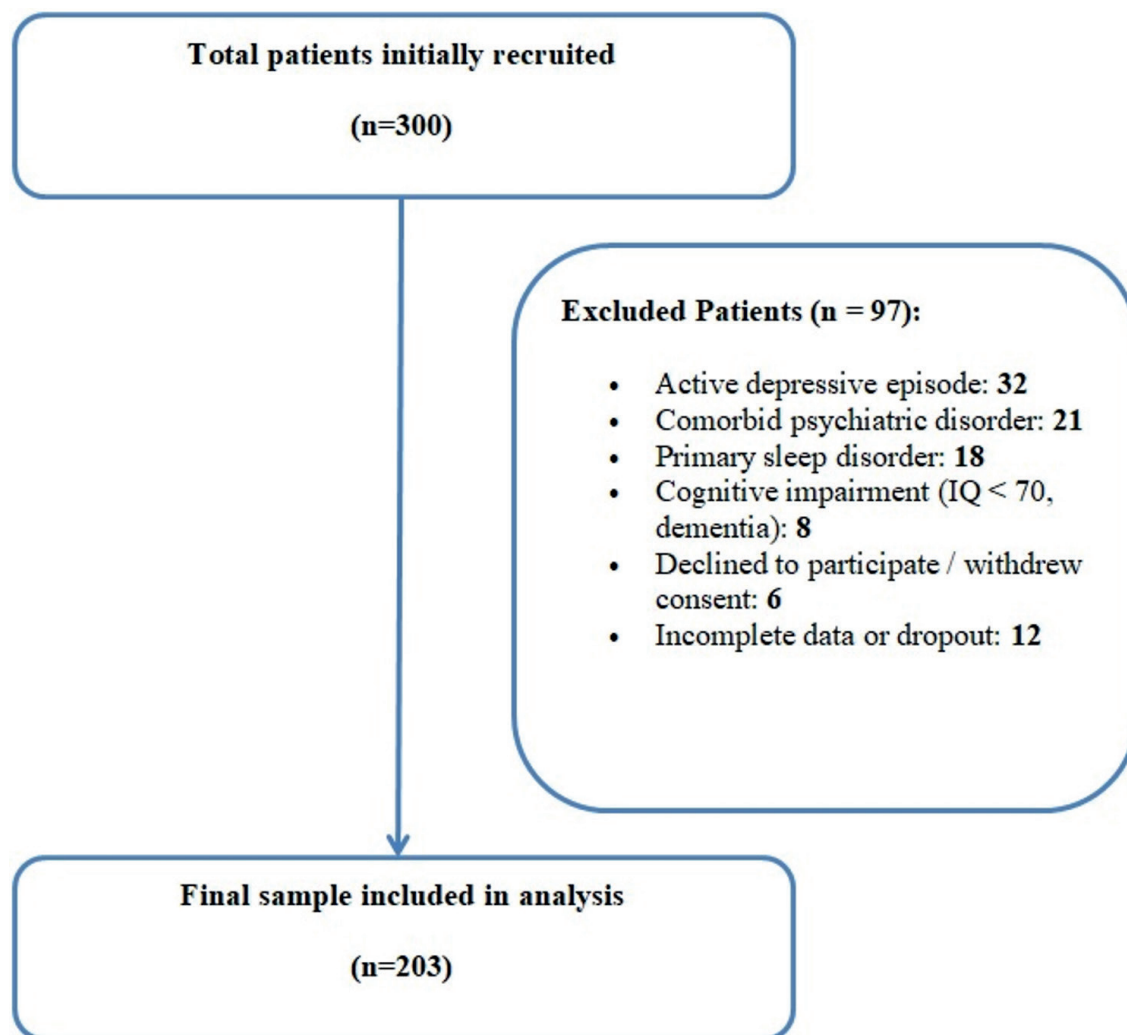 Total patients initially recruited
(n=300)
Excluded Patients (n = 97):
• Active depressive episode: 32
• Comorbid psychiatric disorder: 21
• Primary sleep disorder: 18
• Cognitive impairment (IQ < 70,
dementia): 8
• Declined to participate / withdrew
consent: 6
• Incomplete data or dropout: 12
Final sample included in analysis
(n=203)